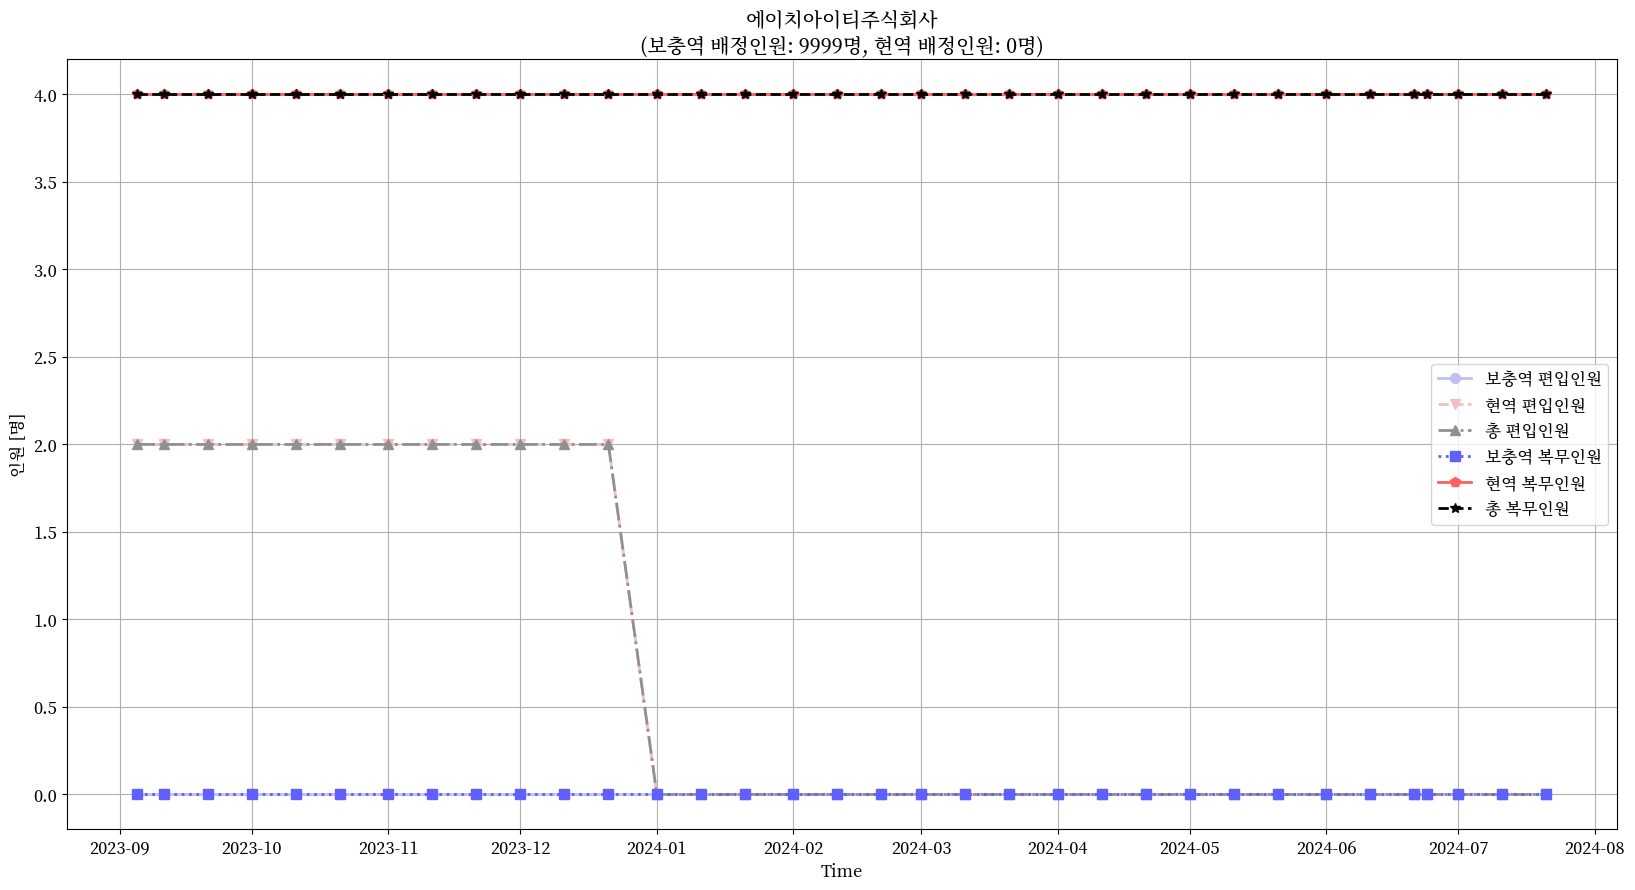 에이치아이티주식회사
(보충역 배정인원: 9999명, 현역 배정인원: 0명)
4.0
3.5
3.0
2.5
2.0
1.5
1.0
0.5
0.0
인원 [명]
보충역 편입인원
현역 편입인원
총 편입인원
보충역 복무인원
현역 복무인원
총 복무인원
2023-09 2023-10 2023-11 2023-12 2024-01 2024-02 2024-03 2024-04 2024-05 2024-06 2024-07 2024-08
Time